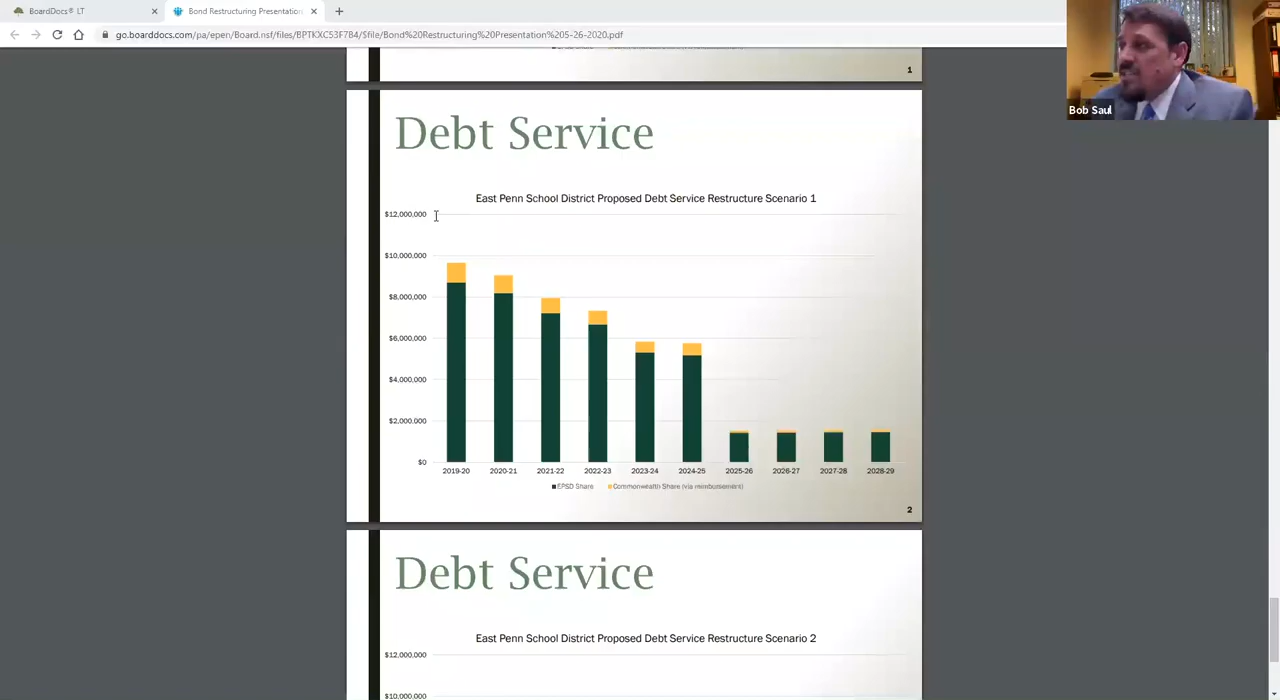 BoardDocs® LT
Bond Restructuring Presentation
go.boarddocs.com/pa/epen/Board.nsf/files/BPTKXC53F7B4/$file/Bond%20Restructuring%20Presentation%205-26-2020.pdf
Bob Saul
1
Debt Service
East Penn School District Proposed Debt Service Restructure Scenario 1
$12,000,000
$10,000,000
$8,000,000
$6,000,000
$4,000,000
$2,000,000
$0
2019-20 2020-21 2021-22 2022-23 2023-24 2024-25 2025-26 2026-27 2027-28 2028-29
EPSD Share Commonwealth Share (via reimbursement)
2
Debt Service
East Penn School District Proposed Debt Service Restructure Scenario 2
$12,000,000
$10,000,000